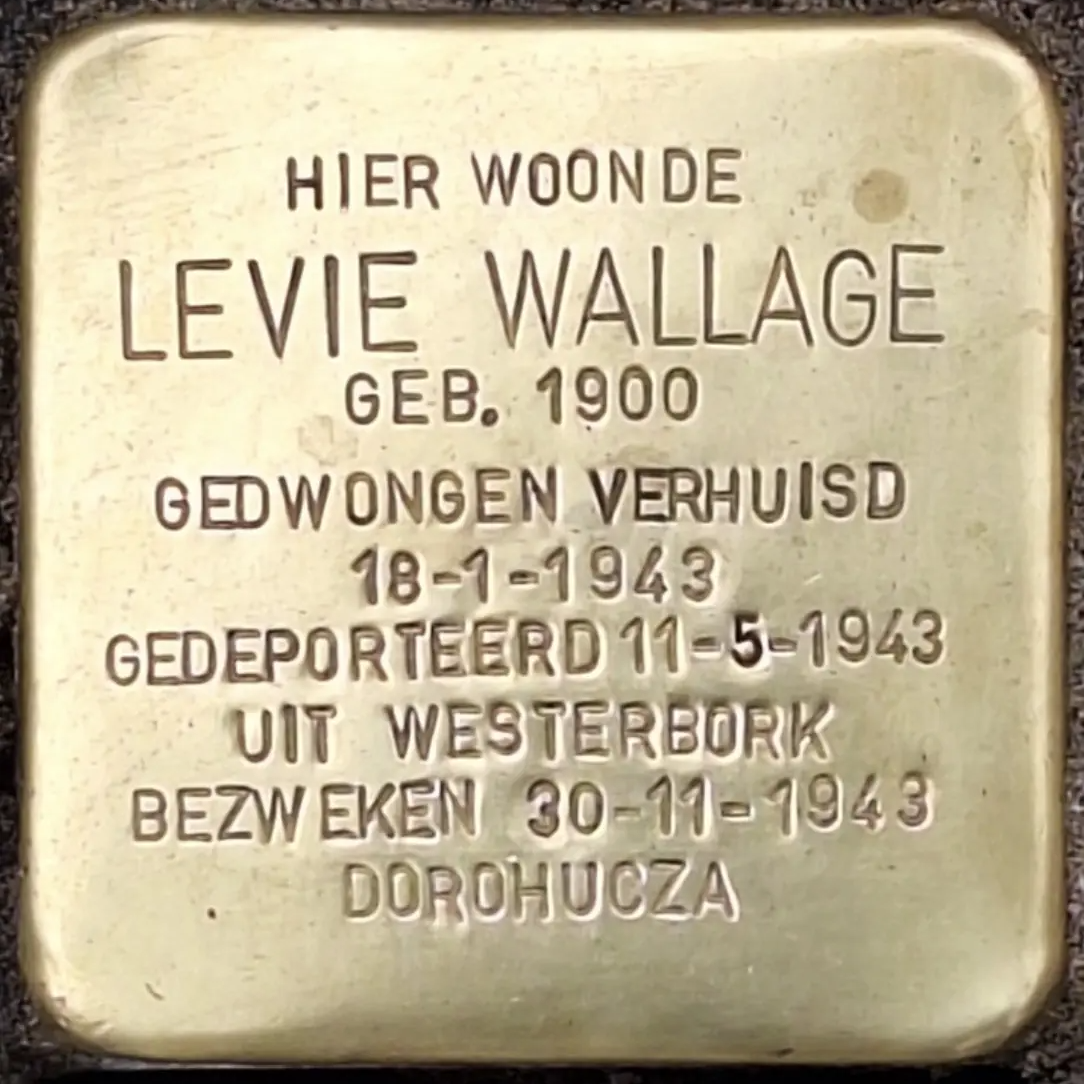 HIER WOONDE
LEVIE WALLAGE
GEB. 1900
GEDWONGEN VERHUISD
18-1-1943
GEDEPORTEERD 11-5-1943
UIT WESTERBORK
BEZWEKEN 30-11-1943
DOROHUCZA